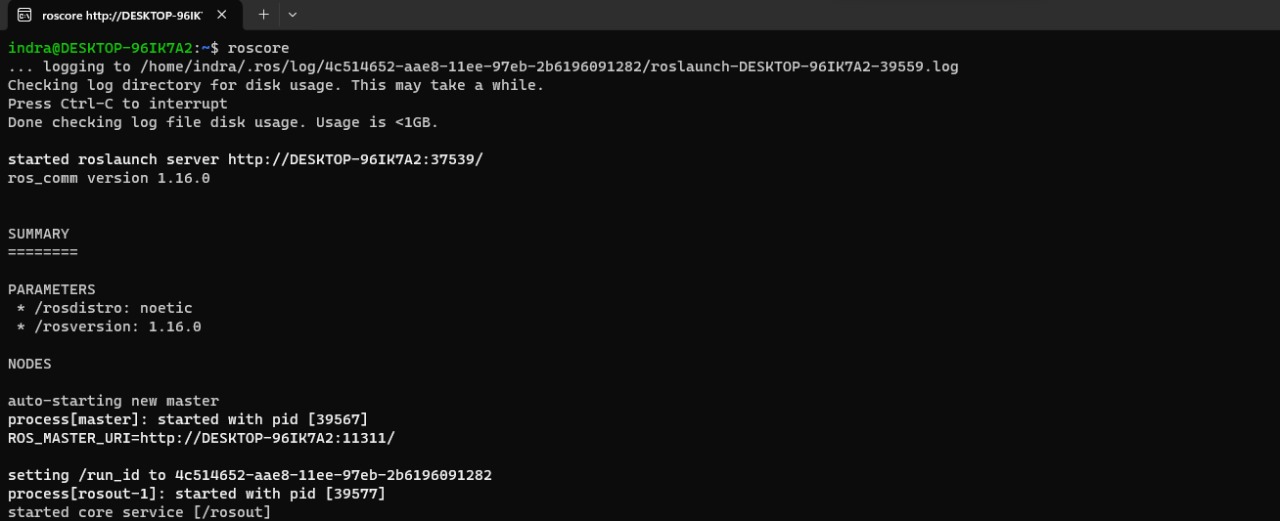 roscore http://DESKTOP-96IK
indra@DESKTOP-96IK7A2:~$ roscore
... logging to /home/indra/.ros/log/4c514652-aae8-11ee-97eb-2b6196091282/roslaunch-DESKTOP-96IK7A2-39559.log
Checking log directory for disk usage. This may take a while.
Press Ctrl-C to interrupt
Done checking log file disk usage. Usage is <1GB.
started roslaunch server http://DESKTOP-96IK7A2:37539/
ros_comm version 1.16.0
SUMMARY
========
PARAMETERS
* /rosdistro: noetic
* /rosversion: 1.16.0
NODES
auto-starting new master
process[master]: started with pid [39567]
ROS_MASTER_URI=http://DESKTOP-96IK7A2:11311/
setting /run_id to 4c514652-aae8-11ee-97eb-2b6196091282
process[rosout-1]: started with pid [39577]
started core service [/rosout]